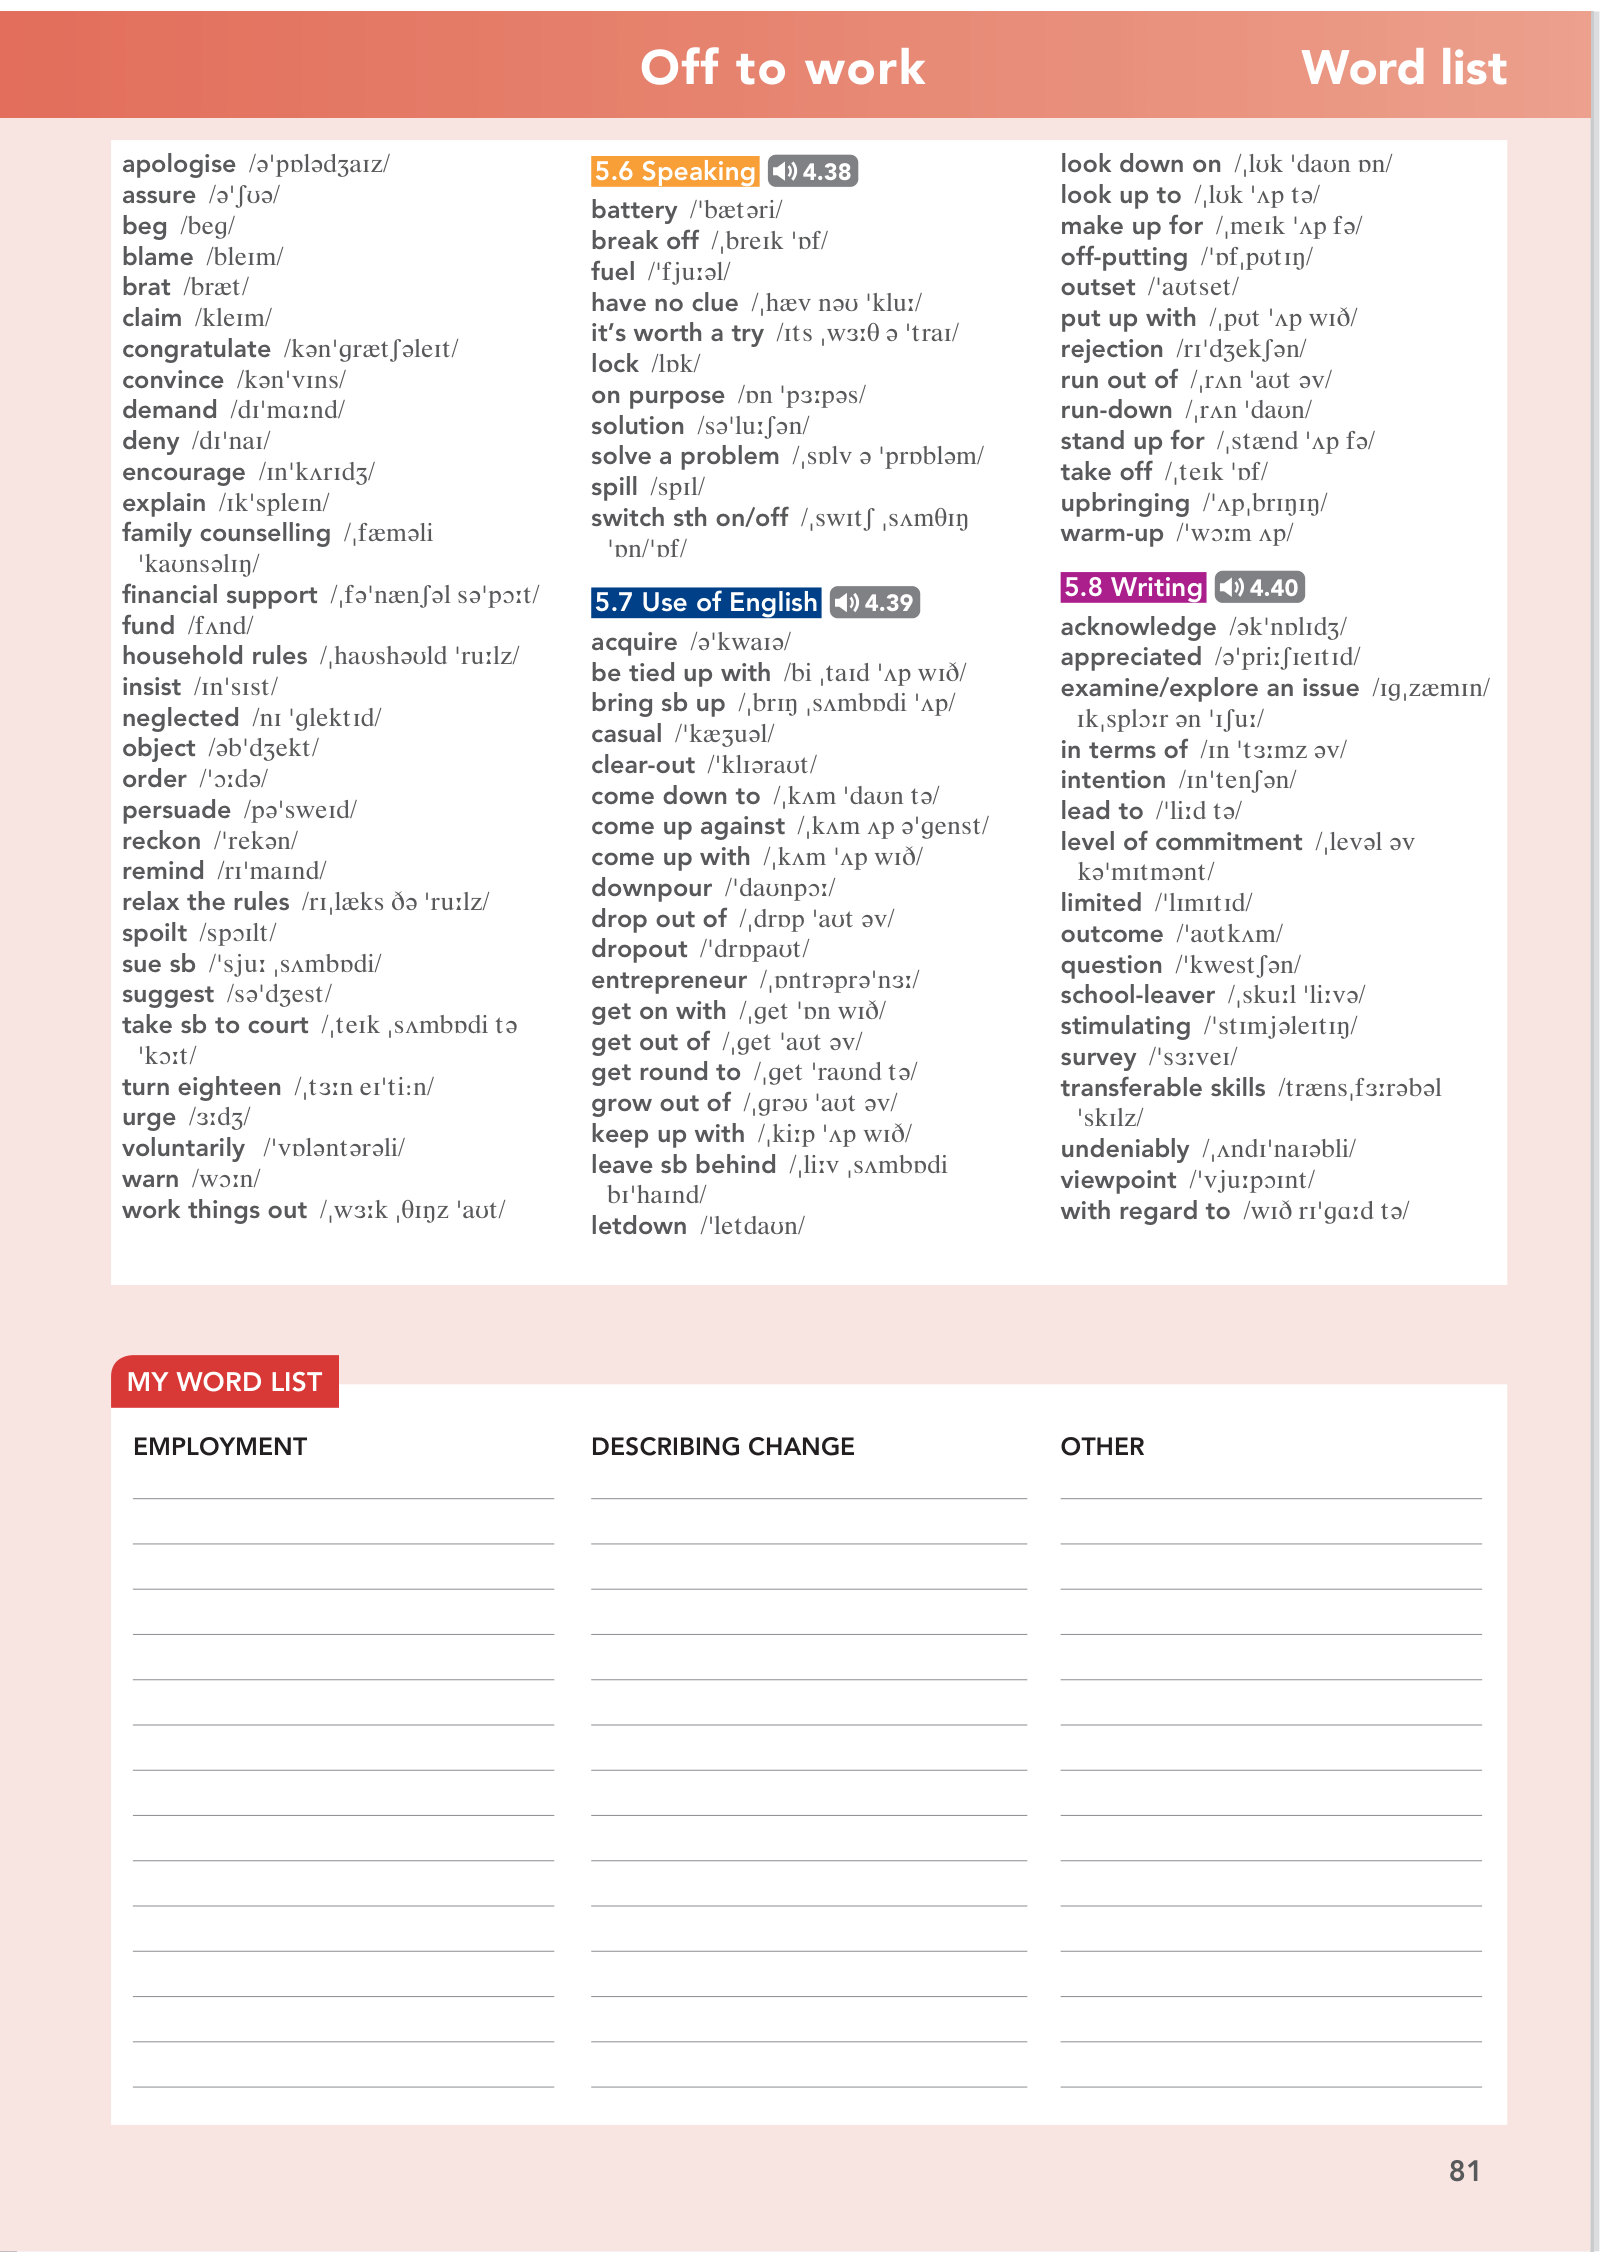 Off to work
Word list
apologise /əˈpɒlədʒaɪz/
assure /əˈʃʊə/
beg /beɡ/
blame /bleɪm/
brat /bræt/
claim /kleɪm/
congratulate /kənˈɡrætʃəleɪt/
convince /kənˈvɪns/
demand /dɪˈmɑːnd/
deny /dɪˈnaɪ/
encourage /ɪnˈkʌrɪdʒ/
explain /ɪkˈspleɪn/
family counselling /ˌfæməli
ˈkaʊnsəlɪŋ/
financial support /ˌfəˈnænʃəl səˈpɔːt/
fund /fʌnd/
household rules /ˌhaʊshəʊld ˈruːlz/
insist /ɪnˈsɪst/
neglected /nɪ ˈɡlektɪd/
object /əbˈdʒekt/
order /ˈɔːdə/
persuade /pəˈsweɪd/
reckon /ˈrekən/
remind /rɪˈmaɪnd/
relax the rules /rɪˌlæks ðə ˈruːlz/
spoilt /spɔɪlt/
sue sb /ˈsjuː ˌsʌmbɒdi/
suggest /səˈdʒest/
take sb to court /ˌteɪk ˌsʌmbɒdi tə
ˈkɔːt/
turn eighteen /ˌtɜːn eɪˈtiːn/
urge /ɜːdʒ/
voluntarily /ˈvɒləntərəli/
warn /wɔːn/
work things out /ˌwɜːk ˌθɪŋz ˈaʊt/
5.6 Speaking 4.38
battery /ˈbætəri/
break off /ˌbreɪk ˈɒf/
fuel /ˈfjuːəl/
have no clue /ˌhæv nəʊ ˈkluː/
it’s worth a try /ɪts ˌwɜːθ ə ˈtraɪ/
lock /lɒk/
on purpose /ɒn ˈpɜːpəs/
solution /səˈluːʃən/
solve a problem /ˌsɒlv ə ˈprɒbləm/
spill /spɪl/
switch sth on/off /ˌswɪtʃ ˌsʌmθɪŋ
ˈɒn/ˈɒf/
5.7 Use of English 4.39
acquire /əˈkwaɪə/
be tied up with /bi ˌtaɪd ˈʌp wɪð/
bring sb up /ˌbrɪŋ ˌsʌmbɒdi ˈʌp/
casual /ˈkæʒuəl/
clear-out /ˈklɪəraʊt/
come down to /ˌkʌm ˈdaʊn tə/
come up against /ˌkʌm ʌp əˈɡenst/
come up with /ˌkʌm ˈʌp wɪð/
downpour /ˈdaʊnpɔː/
drop out of /ˌdrɒp ˈaʊt əv/
dropout /ˈdrɒpaʊt/
entrepreneur /ˌɒntrəprəˈnɜː/
get on with /ˌɡet ˈɒn wɪð/
get out of /ˌɡet ˈaʊt əv/
get round to /ˌɡet ˈraʊnd tə/
grow out of /ˌɡrəʊ ˈaʊt əv/
keep up with /ˌkiːp ˈʌp wɪð/
leave sb behind /ˌliːv ˌsʌmbɒdi
bɪˈhaɪnd/
letdown /ˈletdaʊn/
look down on /ˌlʊk ˈdaʊn ɒn/
look up to /ˌlʊk ˈʌp tə/
make up for /ˌmeɪk ˈʌp fə/
off-putting /ˈɒfˌpʊtɪŋ/
outset /ˈaʊtset/
put up with /ˌpʊt ˈʌp wɪð/
rejection /rɪˈdʒekʃən/
run out of /ˌrʌn ˈaʊt əv/
run-down /ˌrʌn ˈdaʊn/
stand up for /ˌstænd ˈʌp fə/
take off /ˌteɪk ˈɒf/
upbringing /ˈʌpˌbrɪŋɪŋ/
warm-up /ˈwɔːm ʌp/
5.8 Writing 4.40
acknowledge /əkˈnɒlɪdʒ/
appreciated /əˈpriːʃɪeɪtɪd/
examine/explore an issue /ɪɡˌzæmɪn/
ɪkˌsplɔːr ən ˈɪʃuː/
in terms of /ɪn ˈtɜːmz əv/
intention /ɪnˈtenʃən/
lead to /ˈliːd tə/
level of commitment /ˌlevəl əv
kəˈmɪtmənt/
limited /ˈlɪmɪtɪd/
outcome /ˈaʊtkʌm/
question /ˈkwestʃən/
school-leaver /ˌskuːl ˈliːvə/
stimulating /ˈstɪmjəleɪtɪŋ/
survey /ˈsɜːveɪ/
transferable skills /trænsˌfɜːrəbəl
ˈskɪlz/
undeniably /ˌʌndɪˈnaɪəbli/
viewpoint /ˈvjuːpɔɪnt/
with regard to /wɪð rɪˈɡɑːd tə/
MY WORD LIST
EMPLOYMENT
DESCRIBING CHANGE
OTHER
81